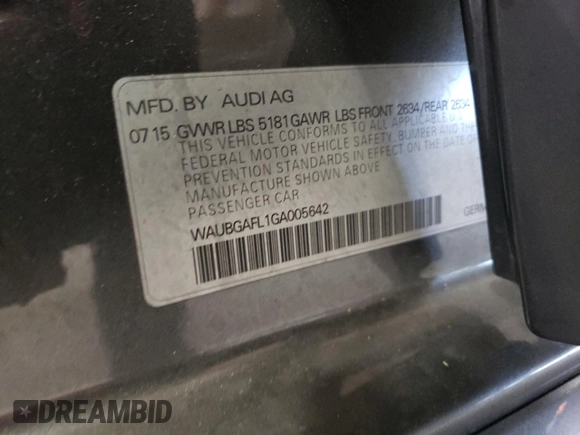 MFD. BY AUDI AG
07 15 GVWR LBS 5181 GAWR LBS FRONT 2634/REAR 2634
THIS VEHICLE CONFORMS TO ALL APPLICABLE
FEDERAL MOTOR VEHICLE SAFETY, BUMPER AND THEFT
PREVENTION STANDARDS IN EFFECT ON THE DATE OF
MANUFACTURE SHOWN ABOVE
PASSENGER CAR
WAUBGAFL1GA005642
GERM
DREAMBID